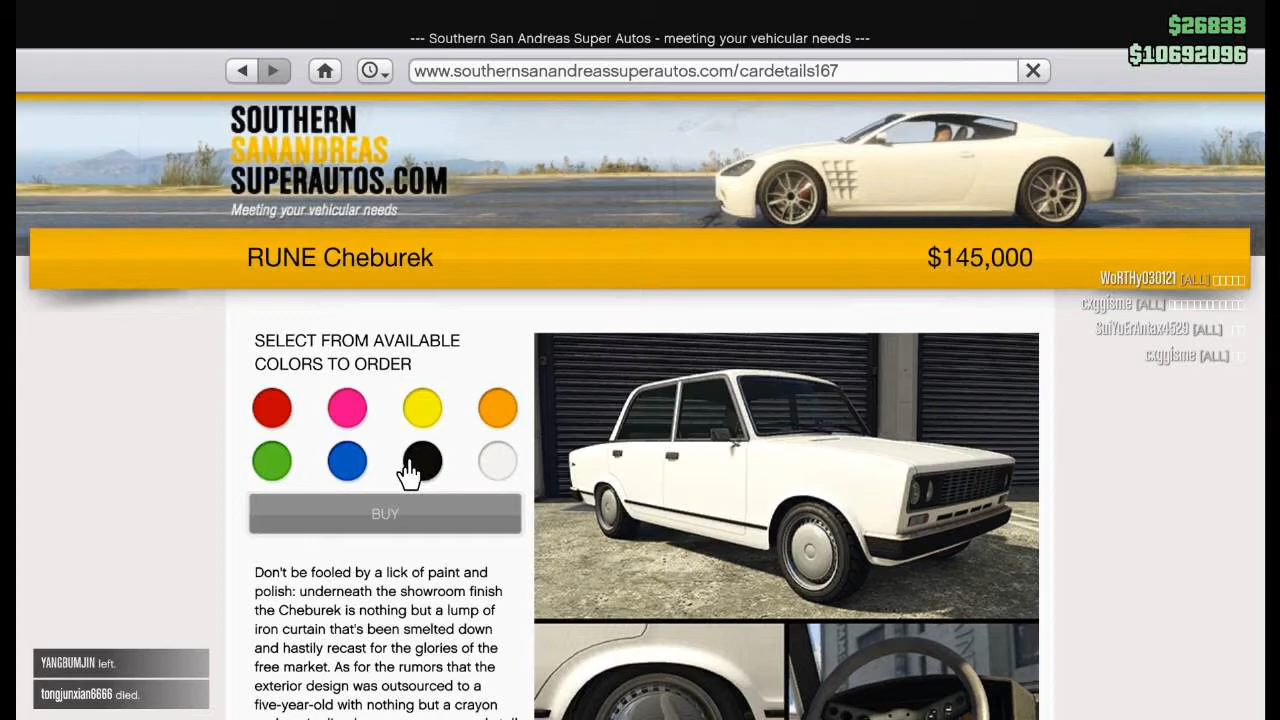 --- Southern San Andreas Super Autos - meeting your vehicular needs ---
$26833
$10692096
www.southernsanandreassuperautos.com/cardetails167
SOUTHERN
SANANDREAS
SUPERAUTOS.COM
Meeting your vehicular needs
RUNE Cheburek
$145,000
WoRTHy030121 [ALL]
cxggisme [ALL]
SuiYuErAntax4529 [ALL]
cxggisme [ALL]
SELECT FROM AVAILABLE
COLORS TO ORDER
BUY
Don't be fooled by a lick of paint and
polish: underneath the showroom finish
the Cheburek is nothing but a lump of
iron curtain that's been smelted down
and hastily recast for the glories of the
free market. As for the rumors that the
exterior design was outsourced to a
five-year-old with nothing but a crayon
YANGBUMJIN left.
tongjunxian6666 died.